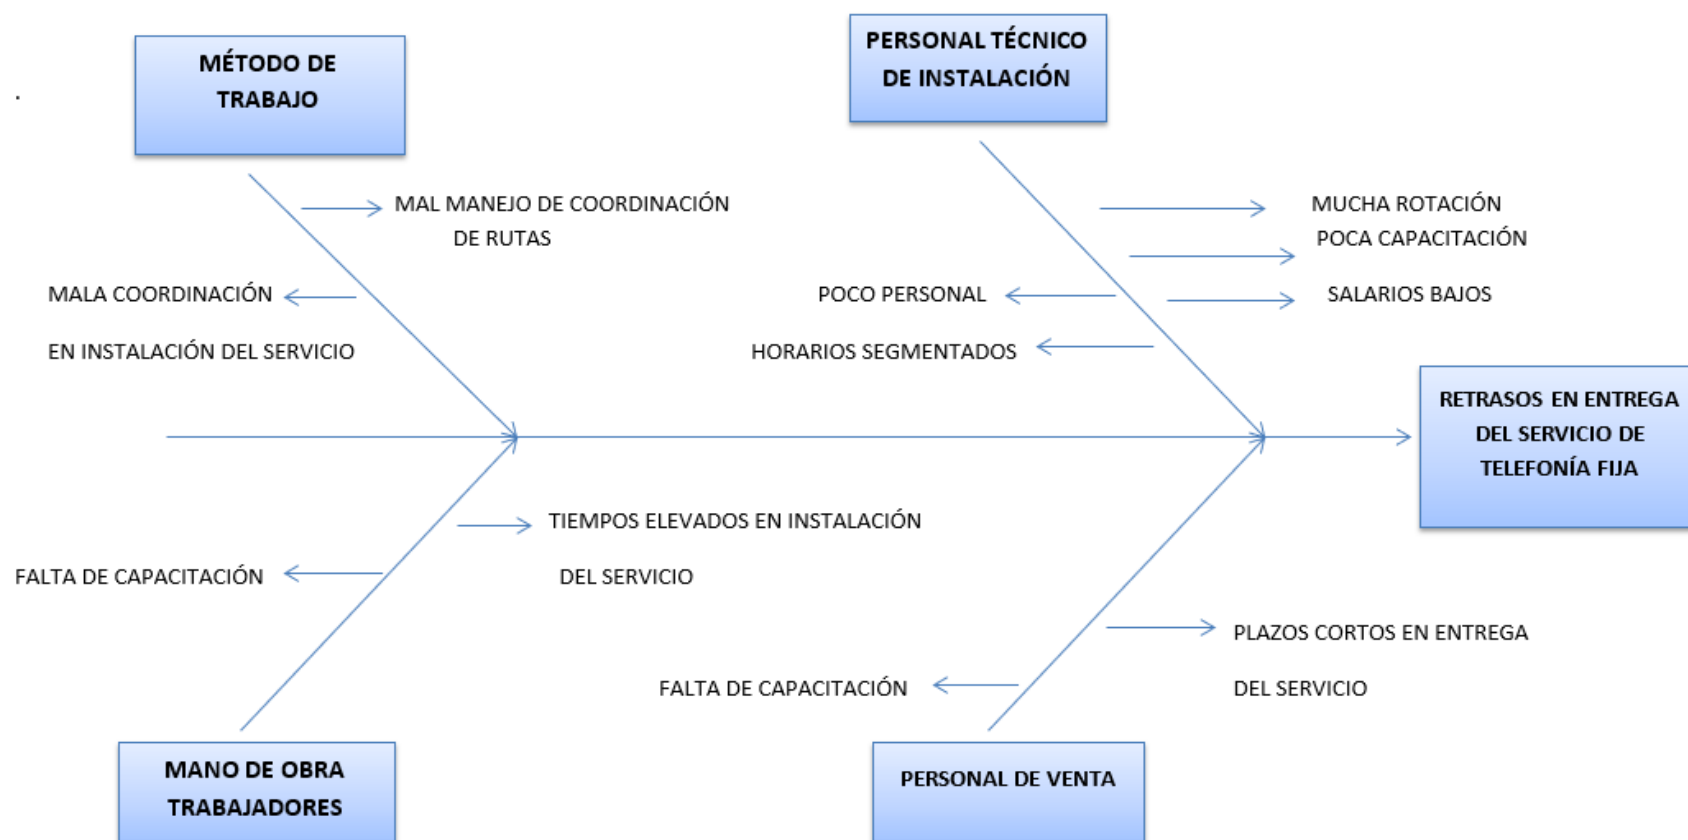 MÉTODO DE
TRABAJO
PERSONAL TÉCNICO
DE INSTALACIÓN
.
MAL MANEJO DE COORDINACIÓN
DE RUTAS
MALA COORDINACIÓN
EN INSTALACIÓN DEL SERVICIO
MUCHA ROTACIÓN
POCA CAPACITACIÓN
SALARIOS BAJOS
POCO PERSONAL
HORARIOS SEGMENTADOS
RETRASOS EN ENTREGA
DEL SERVICIO DE
TELEFONÍA FIJA
TIEMPOS ELEVADOS EN INSTALACIÓN
DEL SERVICIO
FALTA DE CAPACITACIÓN
PLAZOS CORTOS EN ENTREGA
DEL SERVICIO
FALTA DE CAPACITACIÓN
MANO DE OBRA
TRABAJADORES
PERSONAL DE VENTA